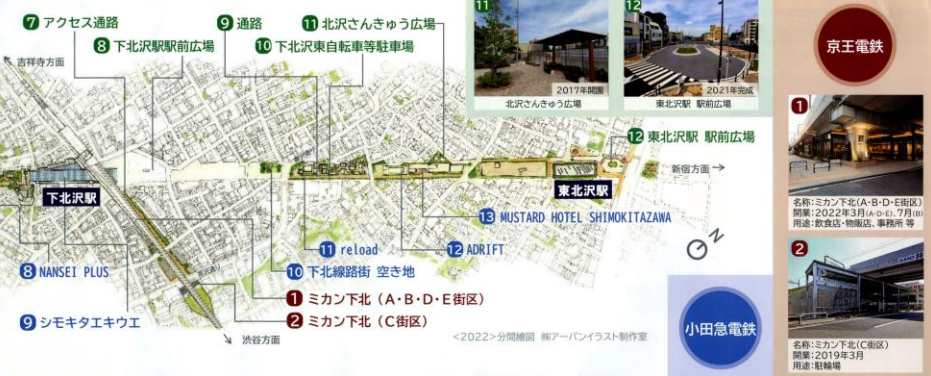 7 アクセス通路
8 下北沢駅駅前広場
9 通路
10 下北沢東自転車等駐車場
11 北沢さんきゅう広場
吉祥寺方面
11
2017年開園
北沢さんきゅう広場
12
2021年完成
東北沢駅 駅前広場
京王電鉄
12 東北沢駅 駅前広場
新宿方面
下北沢駅
東北沢駅
13 MUSTARD HOTEL SHIMOKITAZAWA
12 ADRIFT
11 reload
10 下北線路街 空き地
8 NANSEI PLUS
9 シモキタエキウエ
1 ミカン下北(A・B・D・E街区)
2 ミカン下北(C街区)
渋谷方面
N
<2022>分間繪図 ㈱アーバンイラスト制作室
小田急電鉄
1
名称:ミカン下北(A・B・D・E街区)
開業:2022年3月(A・D・E)、7月(B)
用途:飲食店・物販店、事務所 等
2
名称:ミカン下北(C街区)
開業:2019年3月
用途:駐輪場